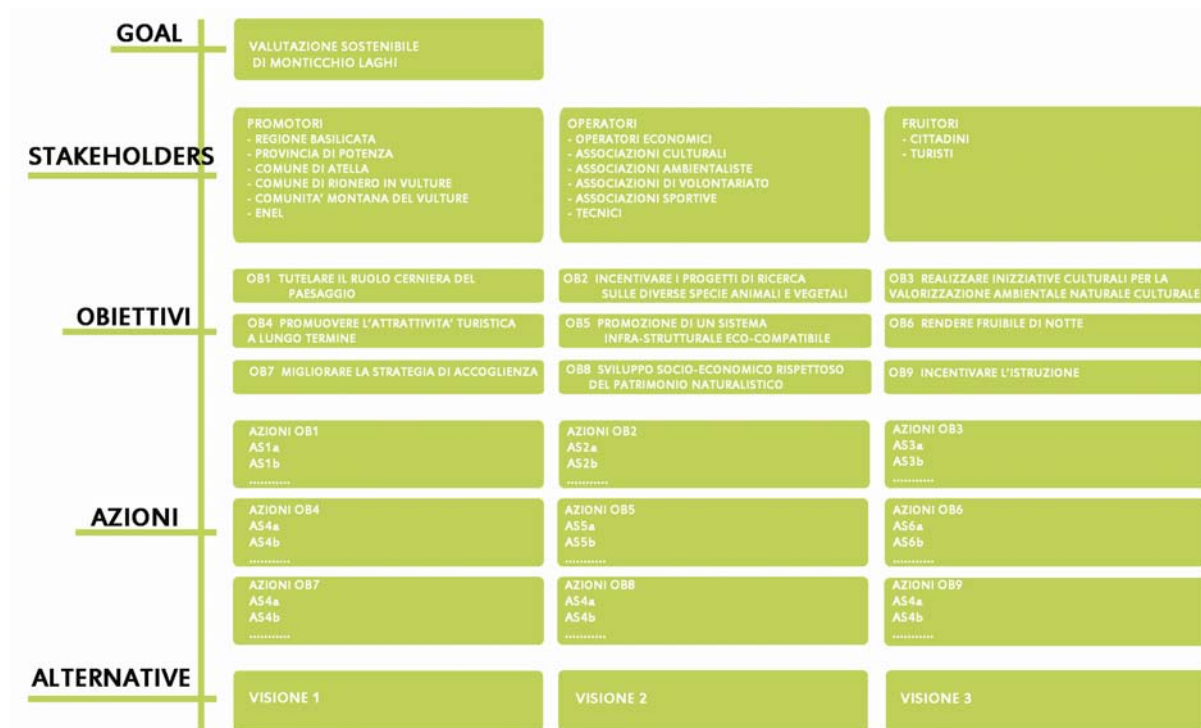 GOAL
VALUTAZIONE SOSTENIBILE
DI MONTICCHIO LAGHI
STAKEHOLDERS
PROMOTORI
- REGIONE BASILICATA
- PROVINCIA DI POTENZA
- COMUNE DI ATELLA
- COMUNE DI RIONERO IN VULTURE
- COMUNITA' MONTANA DEL VULTURE
- ENEL
OPERATORI
- OPERATORI ECONOMICI
- ASSOCIAZIONI CULTURALI
- ASSOCIAZIONI AMBIENTALISTE
- ASSOCIAZIONI DI VOLONTARIATO
- ASSOCIAZIONI SPORTIVE
- TECNICI
FRUITORI
- CITTADINI
- TURISTI
OBIETTIVI
OB1 TUTELARE IL RUOLO CERNIERA DEL
PAESAGGIO
OB2 INCENTIVARE I PROGETTI DI RICERCA
SULLE DIVERSE SPECIE ANIMALI E VEGETALI
OB3 REALIZZARE INIZZIATIVE CULTURALI PER LA
VALORIZZAZIONE AMBIENTALE NATURALE CULTURALE
OB4 PROMUOVERE L'ATTRATTIVITA' TURISTICA
A LUNGO TERMINE
OB5 PROMOZIONE DI UN SISTEMA
INFRA-STRUTTURALE ECO-COMPATIBILE
OB6 RENDERE FRUIBILE DI NOTTE
OB7 MIGLIORARE LA STRATEGIA DI ACCOGLIENZA
OB8 SVILUPPO SOCIO-ECONOMICO RISPETTOSO
DEL PATRIMONIO NATURALISTICO
OB9 INCENTIVARE L'ISTRUZIONE
AZIONI
AZIONI OB1
AS1a
AS1b
...........
AZIONI OB2
AS2a
AS2b
...........
AZIONI OB3
AS3a
AS3b
...........
AZIONI OB4
AS4a
AS4b
...........
AZIONI OB5
AS5a
AS5b
...........
AZIONI OB6
AS6a
AS6b
...........
AZIONI OB7
AS4a
AS4b
...........
AZIONI OB8
AS4a
AS4b
...........
AZIONI OB9
AS4a
AS4b
...........
ALTERNATIVE
VISIONE 1
VISIONE 2
VISIONE 3